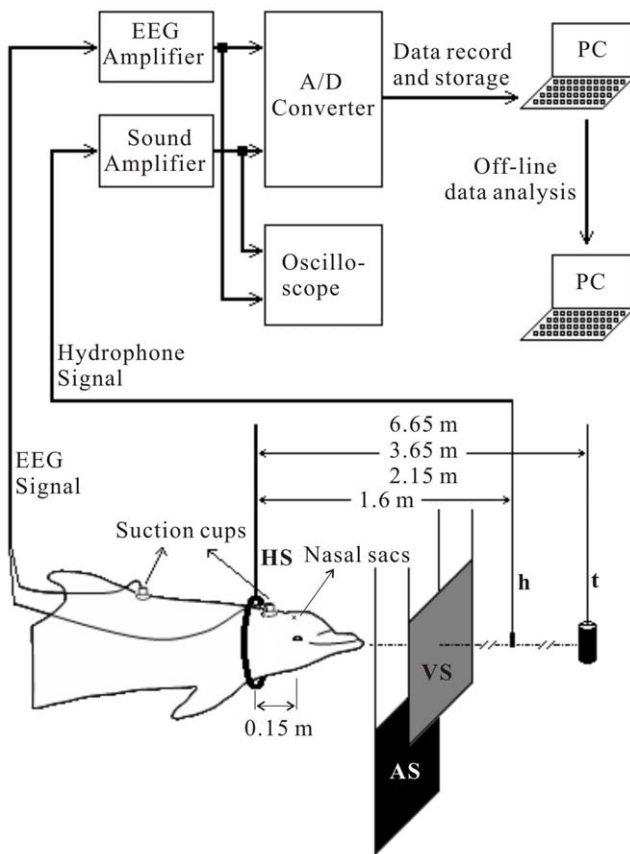 EEG
Amplifier
Sound
Amplifier
A/D
Converter
Data record
and storage
PC
Off-line
data analysis
Oscillo-
scope
PC
Hydrophone
Signal
EEG
Signal
6.65 m
3.65 m
2.15 m
1.6 m
Suction cups
HS
Nasal sacs
h
t
VS
0.15 m
AS